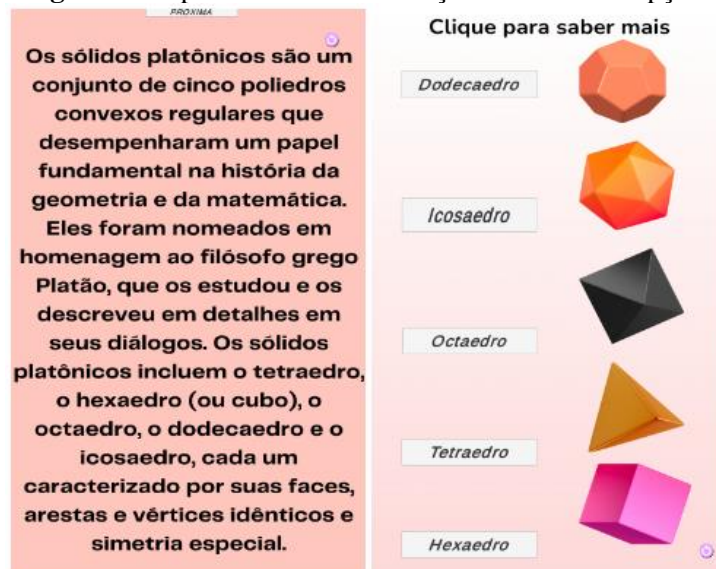 PROXIMA
Os sólidos platônicos são um
conjunto de cinco poliedros
convexos regulares que
desempenharam um papel
fundamental na história da
geometria e da matemática.
Eles foram nomeados em
homenagem ao filósofo grego
Platão, que os estudou e os
descreveu em detalhes em
seus diálogos. Os sólidos
platônicos incluem o tetraedro,
o hexaedro (ou cubo), o
octaedro, o dodecaedro e o
icosaedro, cada um
caracterizado por suas faces,
arestas e vértices idênticos e
simetria especial.
Clique para saber mais
Dodecaedro
Icosaedro
Octaedro
Tetraedro
Hexaedro